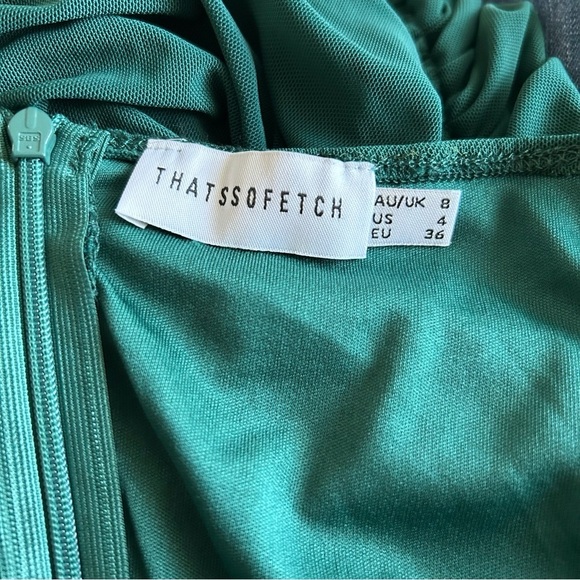 THATSSOFETCH
AU/UK 8
US 4
EU 36